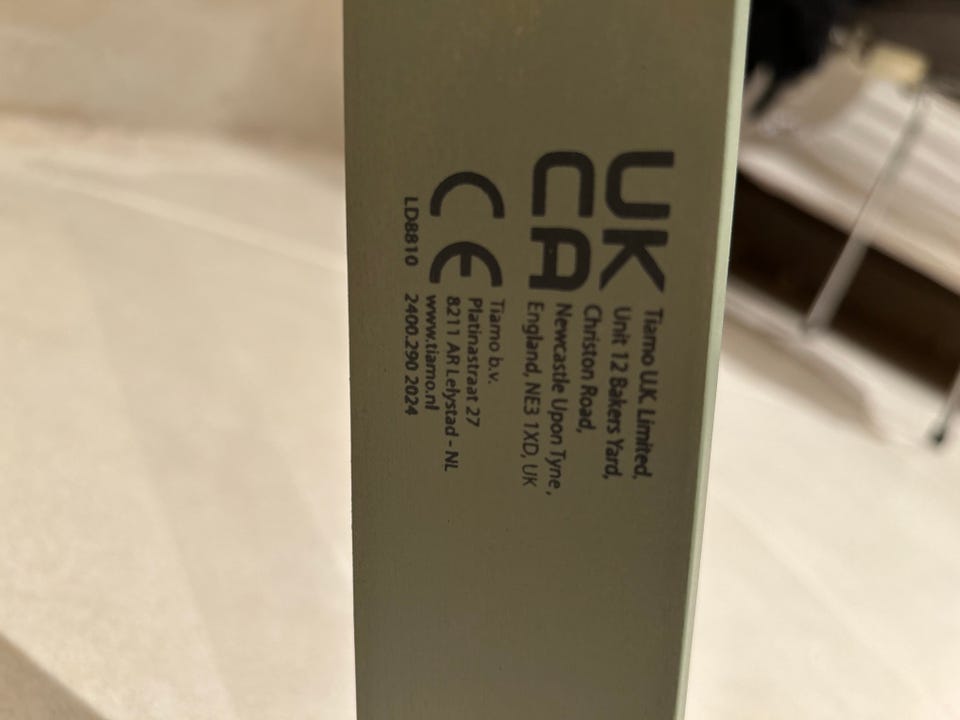 UK
CA
Tiamo U.K. Limited,
Unit 12 Bakers Yard,
Christon Road,
Newcastle Upon Tyne,
England, NE3 1XD, UK
CE
Tiamo b.v.
Platinastraat 27
8211 AR Lelystad - NL
www.tiamo.nl
LD8810 2400.290 2024